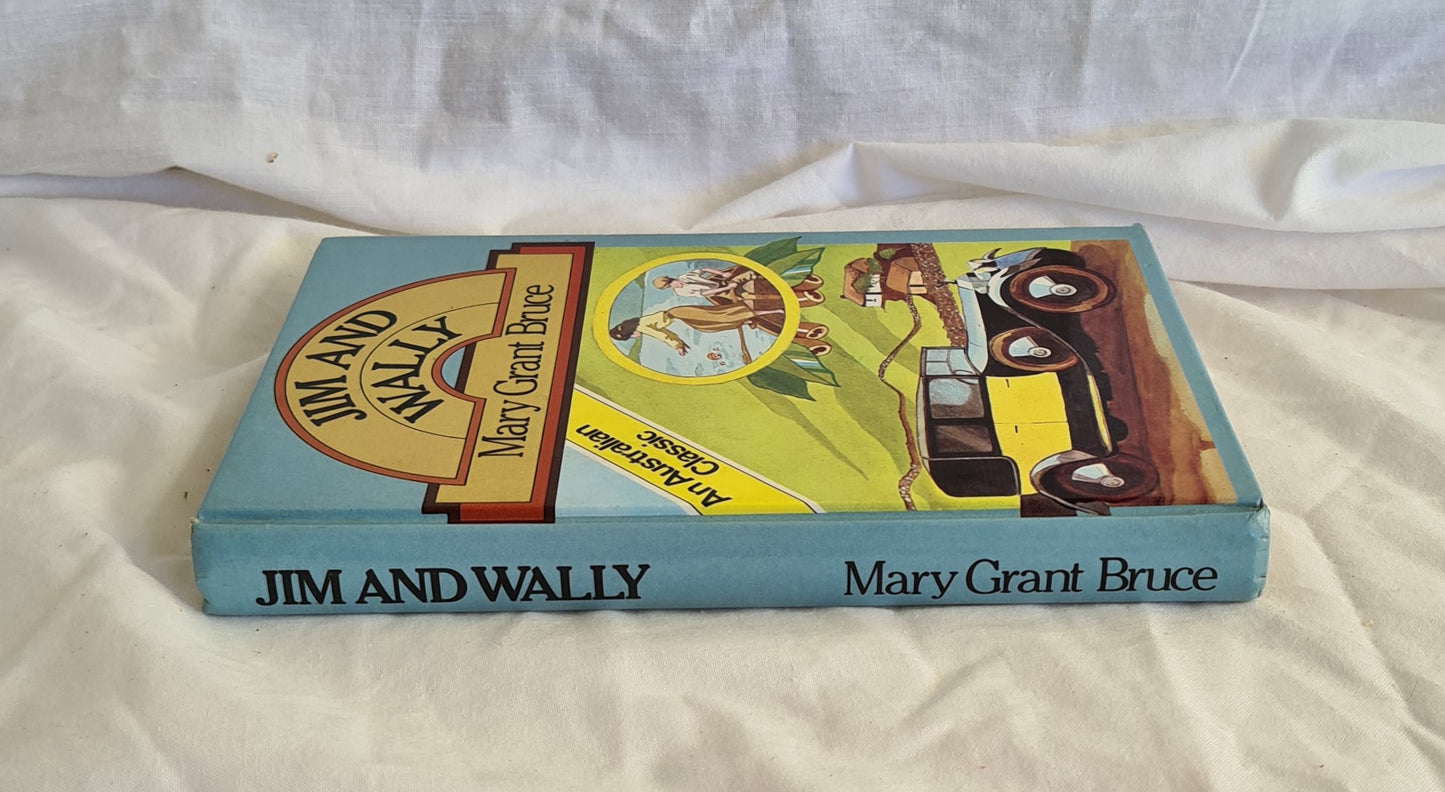 JIM AND
WALLY
Mary Grant Bruce
An Australian
Classic
JIM AND WALLY
Mary Grant Bruce